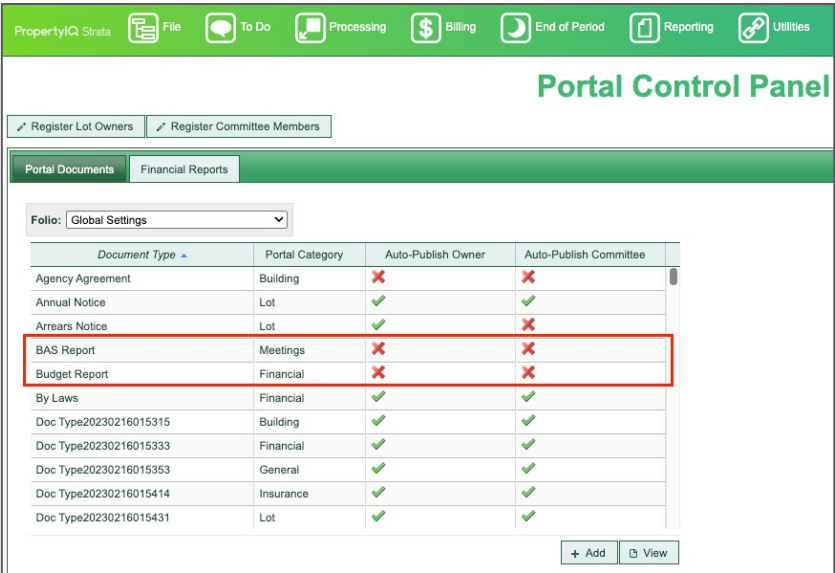 PropertyIQ Strata File To Do Processing Billing End of Period Reporting Utilities
Portal Control Panel
Register Lot Owners Register Committee Members
Portal Documents Financial Reports
Folio: Global Settings
Document Type Portal Category Auto-Publish Owner Auto-Publish Committee
Agency Agreement Building
Annual Notice Lot
Arrears Notice Lot
BAS Report Meetings
Budget Report Financial
By Laws Financial
Doc Type20230216015315 Building
Doc Type20230216015333 Financial
Doc Type20230216015353 General
Doc Type20230216015414 Insurance
Doc Type20230216015431 Lot
+ Add View